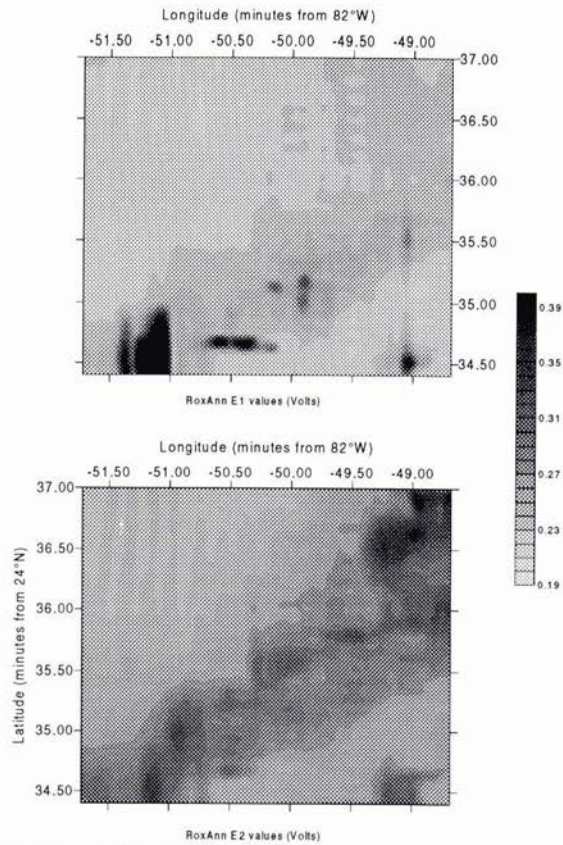 Longitude (minutes from 82°W)
-51.50 -51.00 -50.50 -50.00 -49.50 -49.00
37.00
36.50
36.00
35.50
35.00
34.50
RoxAnn E1 values (Volts)
0.39
0.35
0.31
0.27
0.23
0.19
Longitude (minutes from 82°W)
-51.50 -51.00 -50.50 -50.00 -49.50 -49.00
Latitude (minutes from 24°N)
37.00
36.50
36.00
35.50
35.00
34.50
RoxAnn E2 values (Volts)